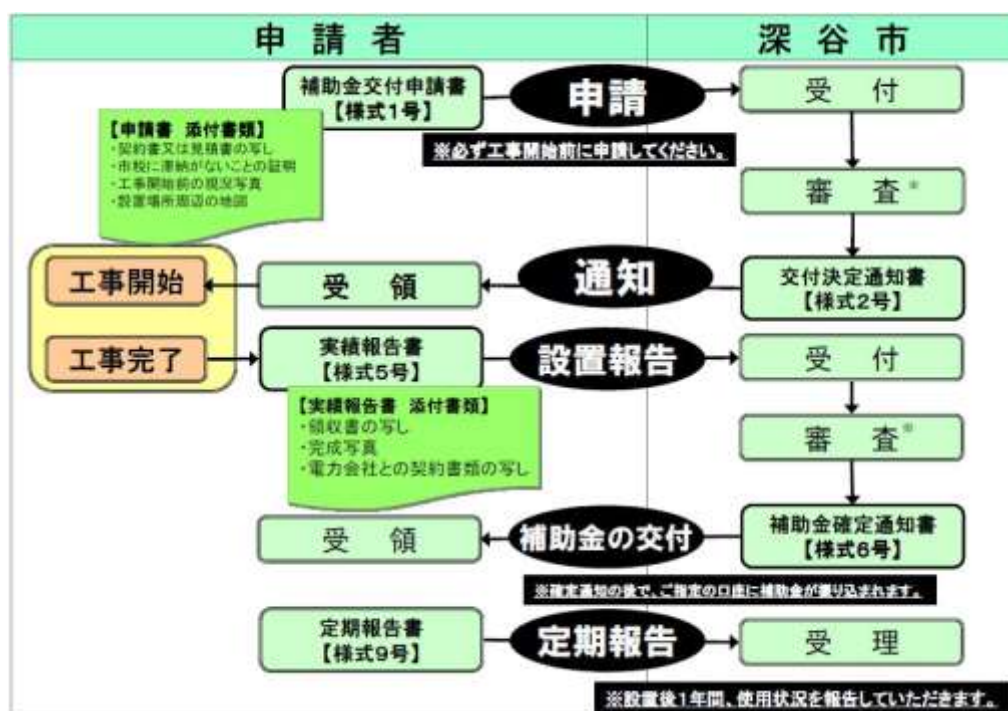 申請者
深谷市
補助金交付申請書
【様式1号】
申請
受付
※必ず工事開始前に申請してください。
【申請書 添付書類】
・契約書又は見積書の写し
・市税に滞納がないことの証明
・工事開始前の現況写真
・設置場所周辺の地図
審査※
工事開始
受領
通知
交付決定通知書
【様式2号】
工事完了
実績報告書
【様式5号】
設置報告
受付
【実績報告書 添付書類】
・領収書の写し
・完成写真
・電力会社との契約書類の写し
審査※
受領
補助金の交付
補助金確定通知書
【様式6号】
※確定通知の後で、ご指定の口座に補助金が振り込まれます。
定期報告書
【様式9号】
定期報告
受理
※設置後1年間、使用状況を報告していただきます。